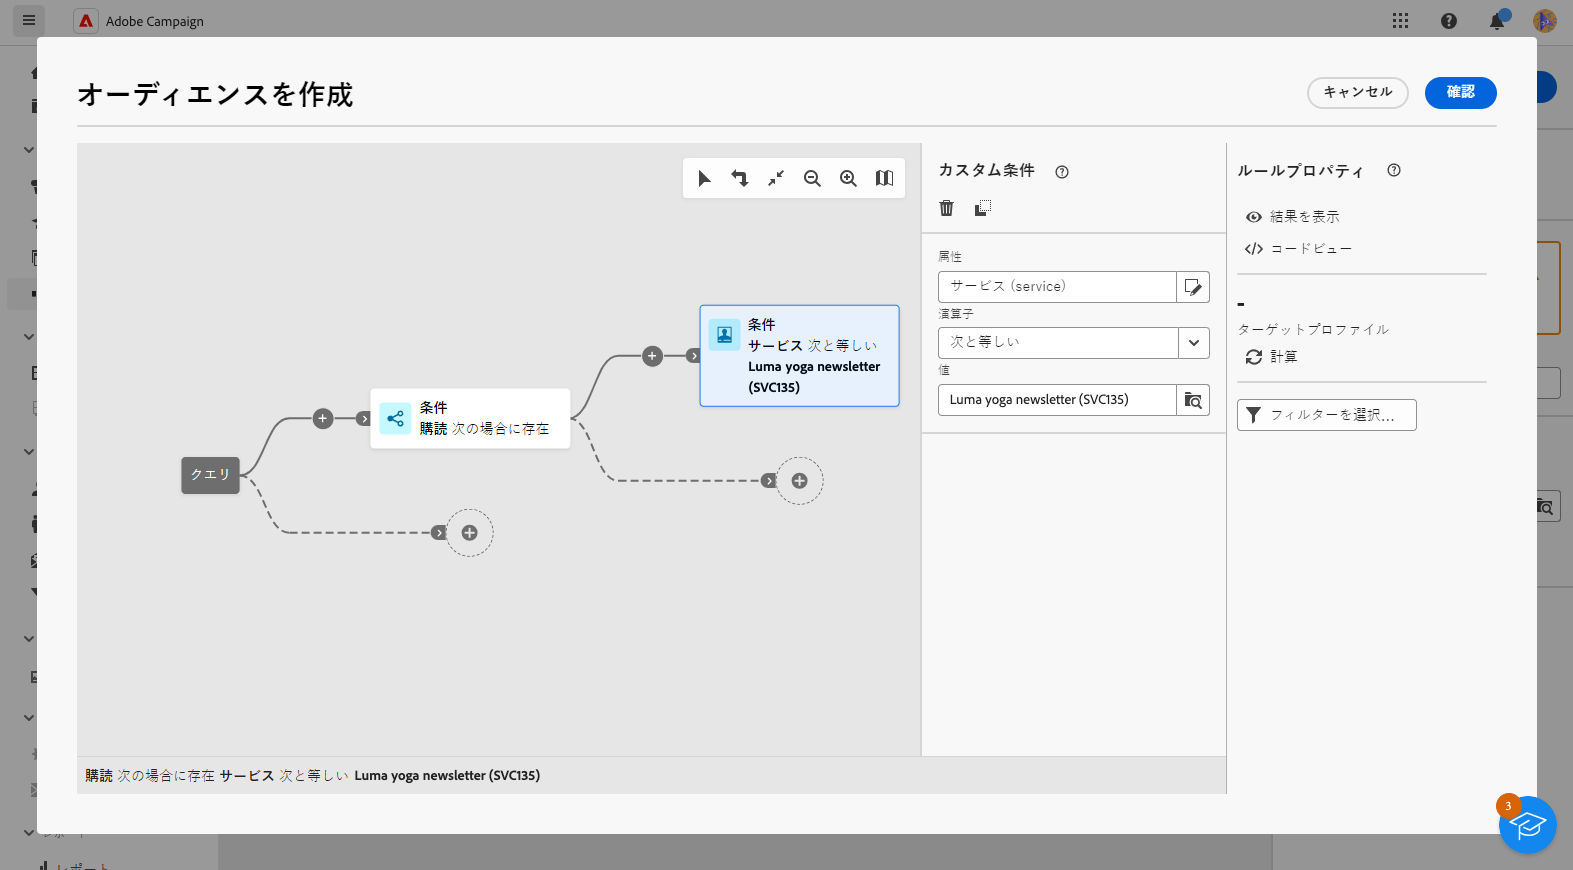 Adobe Campaign
オーディエンスを作成
キャンセル
確認
カスタム条件
属性
サービス (service)
演算子
次と等しい
値
Luma yoga newsletter (SVC135)
ルールプロパティ
結果を表示
コードビュー
-
ターゲットプロファイル
計算
フィルターを選択...
条件
サービス 次と等しい
Luma yoga newsletter
(SVC135)
条件
購読 次の場合に存在
クエリ
購読 次の場合に存在 サービス 次と等しい Luma yoga newsletter (SVC135)
3
レポート